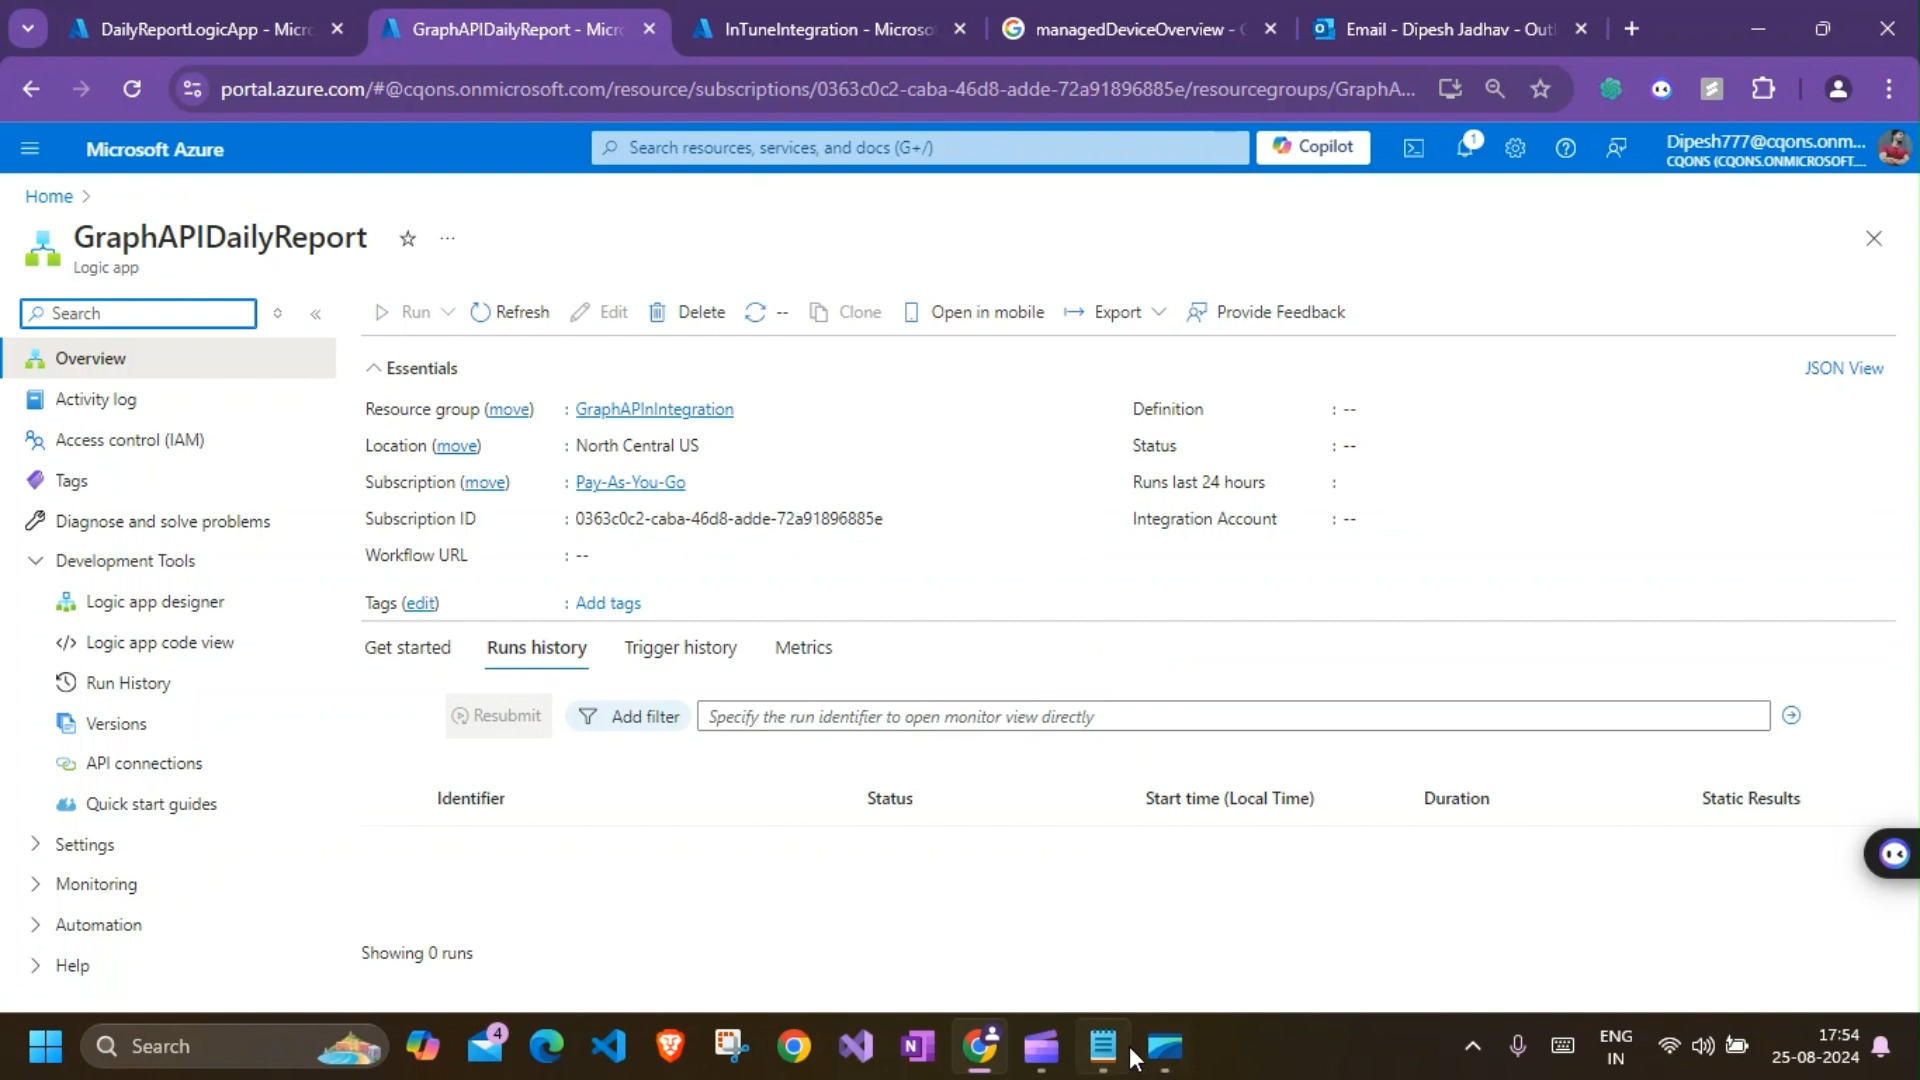 DailyReportLogicApp - Micro
GraphAPIDailyReport - Micro
InTuneIntegration - Microso
managedDeviceOverview -
Email - Dipesh Jadhav - Out
portal.azure.com/#@cqons.onmicrosoft.com/resource/subscriptions/0363c0c2-caba-46d8-adde-72a91896885e/resourcegroups/GraphA...
Microsoft Azure
Search resources, services, and docs (G+/)
Copilot
1
Dipesh777@cqons.onm...
CQONS (CQONS.ONMICROSOFT....
Home
GraphAPIDailyReport
Logic app
Search
Run
Refresh
Edit
Delete
--
Clone
Open in mobile
Export
Provide Feedback
Overview
Activity log
Access control (IAM)
Tags
Diagnose and solve problems
Development Tools
Logic app designer
Logic app code view
Run History
Versions
API connections
Quick start guides
Settings
Monitoring
Automation
Help
Essentials
JSON View
Resource group (move) : GraphAPInIntegration
Location (move) : North Central US
Subscription (move) : Pay-As-You-Go
Subscription ID : 0363c0c2-caba-46d8-adde-72a91896885e
Workflow URL : --
Definition : --
Status : --
Runs last 24 hours :
Integration Account : --
Tags (edit) : Add tags
Get started
Runs history
Trigger history
Metrics
Resubmit
Add filter
Specify the run identifier to open monitor view directly
Identifier
Status
Start time (Local Time)
Duration
Static Results
Showing 0 runs
Search
4
ENG
IN
17:54
25-08-2024